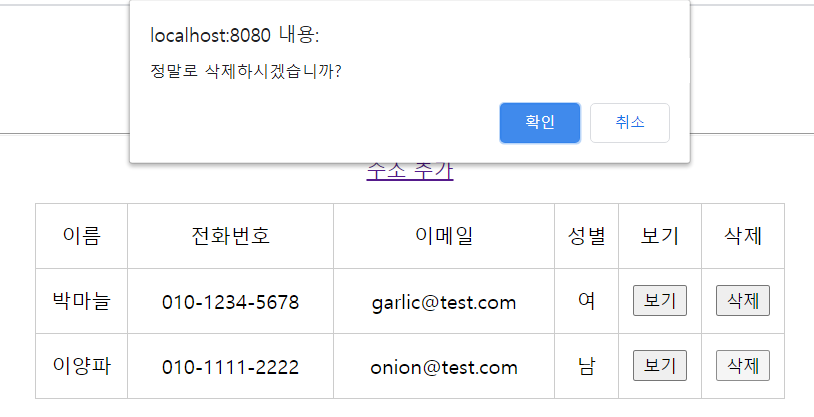 localhost:8080 내용:
정말로 삭제하시겠습니까?
확인 취소
주소 추가
이름 전화번호 이메일 성별 보기 삭제
박마늘 010-1234-5678 garlic@test.com 여 보기 삭제
이양파 010-1111-2222 onion@test.com 남 보기 삭제